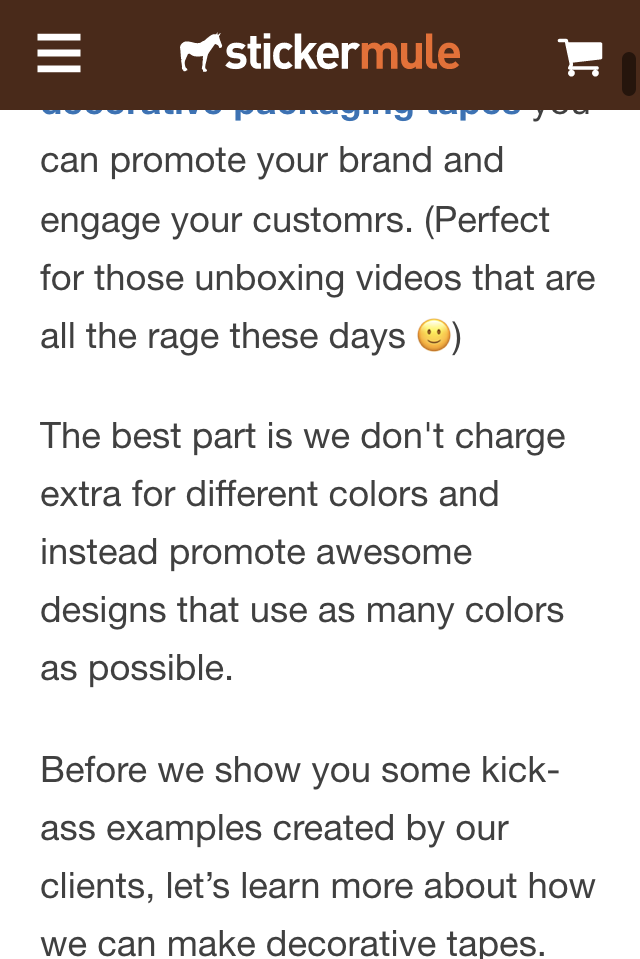 stickermule
decorative packaging tapes you
can promote your brand and
engage your customrs. (Perfect
for those unboxing videos that are
all the rage these days 🙂)
The best part is we don't charge
extra for different colors and
instead promote awesome
designs that use as many colors
as possible.
Before we show you some kick-
ass examples created by our
clients, let’s learn more about how
we can make decorative tapes.